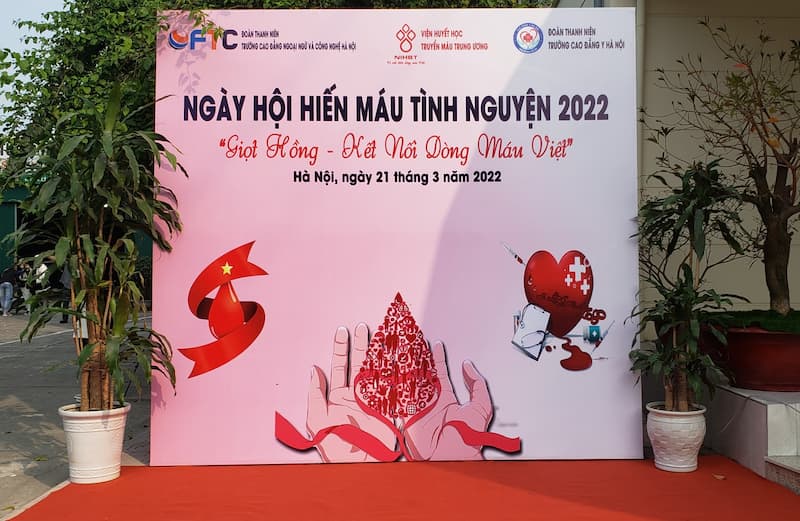 FTC
ĐOÀN THANH NIÊN
TRƯỜNG CAO ĐẲNG NGOẠI NGỮ VÀ CÔNG NGHỆ HÀ NỘI
NIHBT
VIỆN HUYẾT HỌC
TRUYỀN MÁU TRUNG ƯƠNG
ĐOÀN THANH NIÊN
TRƯỜNG CAO ĐẲNG Y HÀ NỘI
NGÀY HỘI HIẾN MÁU TÌNH NGUYỆN 2022
“Giọt Hồng - Kết Nối Dòng Máu Việt”
Hà Nội, ngày 21 tháng 3 năm 2022